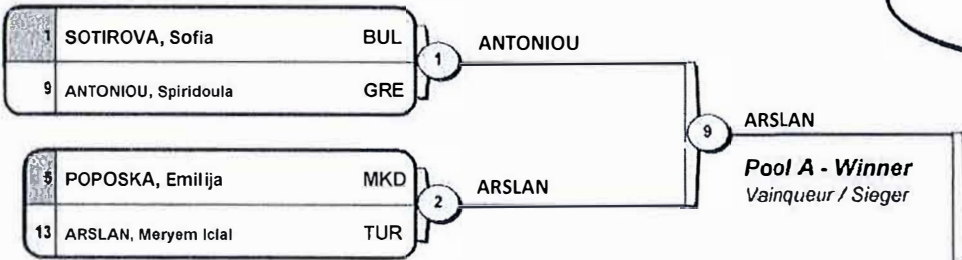 1 SOTIROVA, Sofia BUL
9 ANTONIOU, Spiridoula GRE
1
ANTONIOU
5 POPOSKA, Emilija MKD
13 ARSLAN, Meryem Iclal TUR
2
ARSLAN
9
ARSLAN
Pool A - Winner
Vainqueur / Sieger